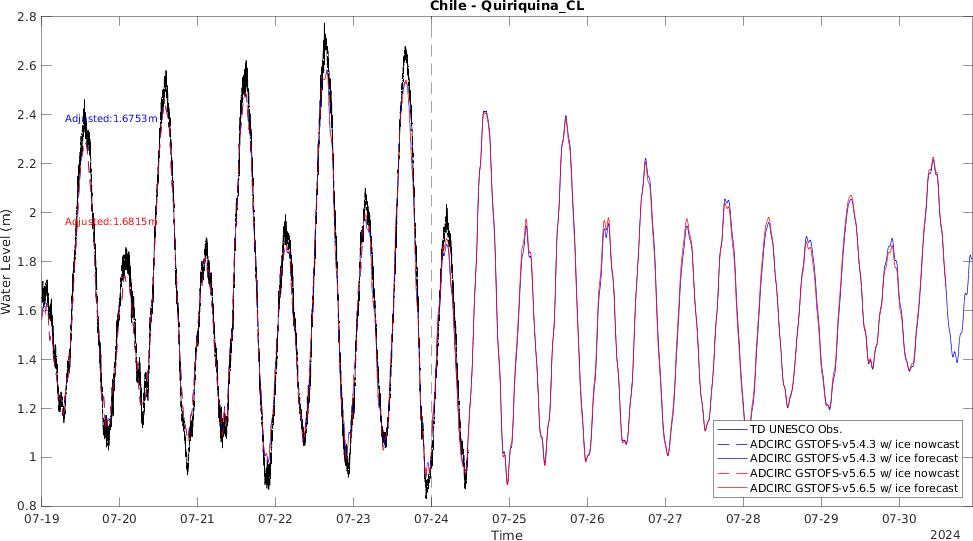 Chile - Quiriquina_CL
2.8
2.6
2.4
2.2
2
1.8
1.6
1.4
1.2
1
0.8
Water Level (m)
Adjusted:1.6753m
Adjusted:1.6815m
TD UNESCO Obs.
ADCIRC GSTOFS-v5.4.3 w/ ice nowcast
ADCIRC GSTOFS-v5.4.3 w/ ice forecast
ADCIRC GSTOFS-v5.6.5 w/ ice nowcast
ADCIRC GSTOFS-v5.6.5 w/ ice forecast
07-19 07-20 07-21 07-22 07-23 07-24 07-25 07-26 07-27 07-28 07-29 07-30
Time
2024